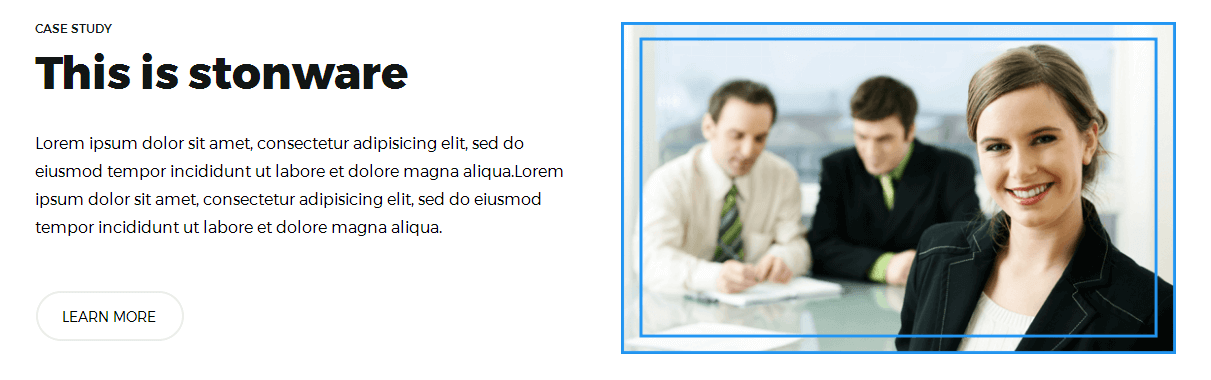 CASE STUDY
This is stonware
Lorem ipsum dolor sit amet, consectetur adipisicing elit, sed do
eiusmod tempor incididunt ut labore et dolore magna aliqua.Lorem
ipsum dolor sit amet, consectetur adipisicing elit, sed do eiusmod
tempor incididunt ut labore et dolore magna aliqua.
LEARN MORE